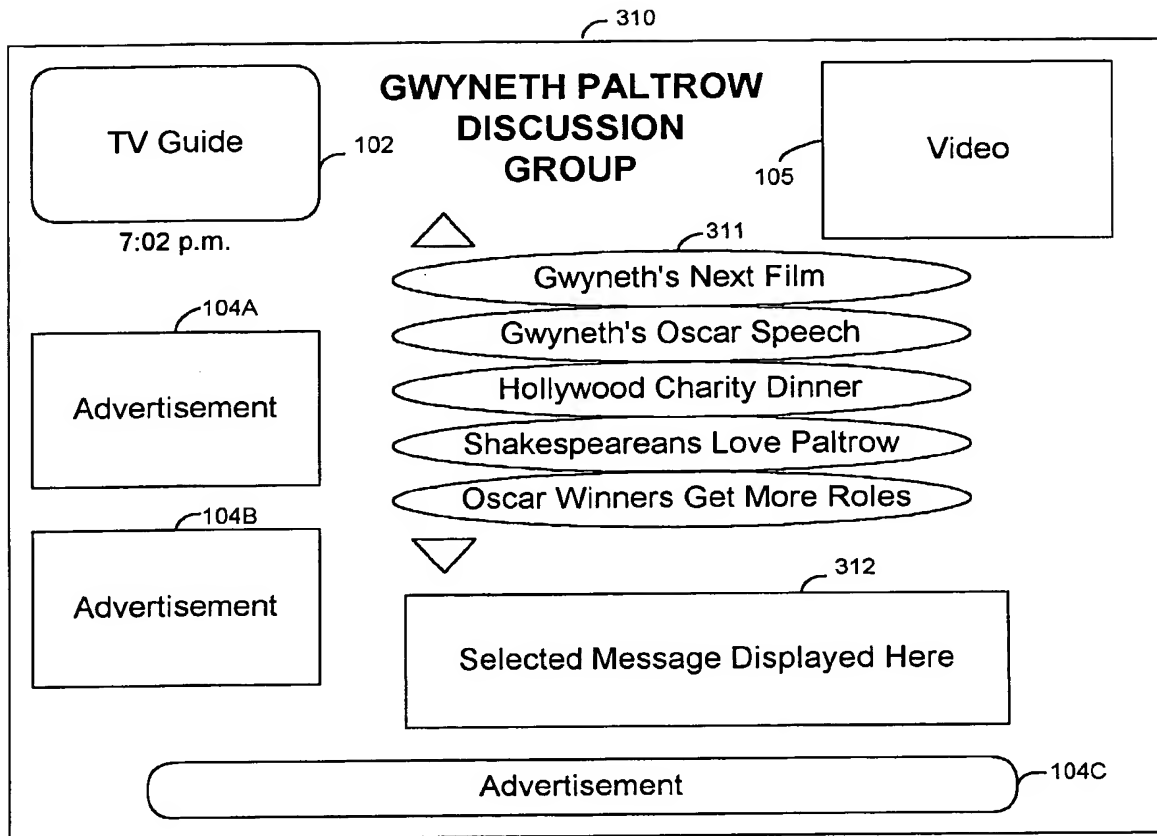 310
TV Guide
102
7:02 p.m.
GWYNETH PALTROW
DISCUSSION
GROUP
Video
105
311
Gwyneth's Next Film
Gwyneth's Oscar Speech
Hollywood Charity Dinner
Shakespeareans Love Paltrow
Oscar Winners Get More Roles
104A
Advertisement
104B
Advertisement
312
Selected Message Displayed Here
Advertisement
104C